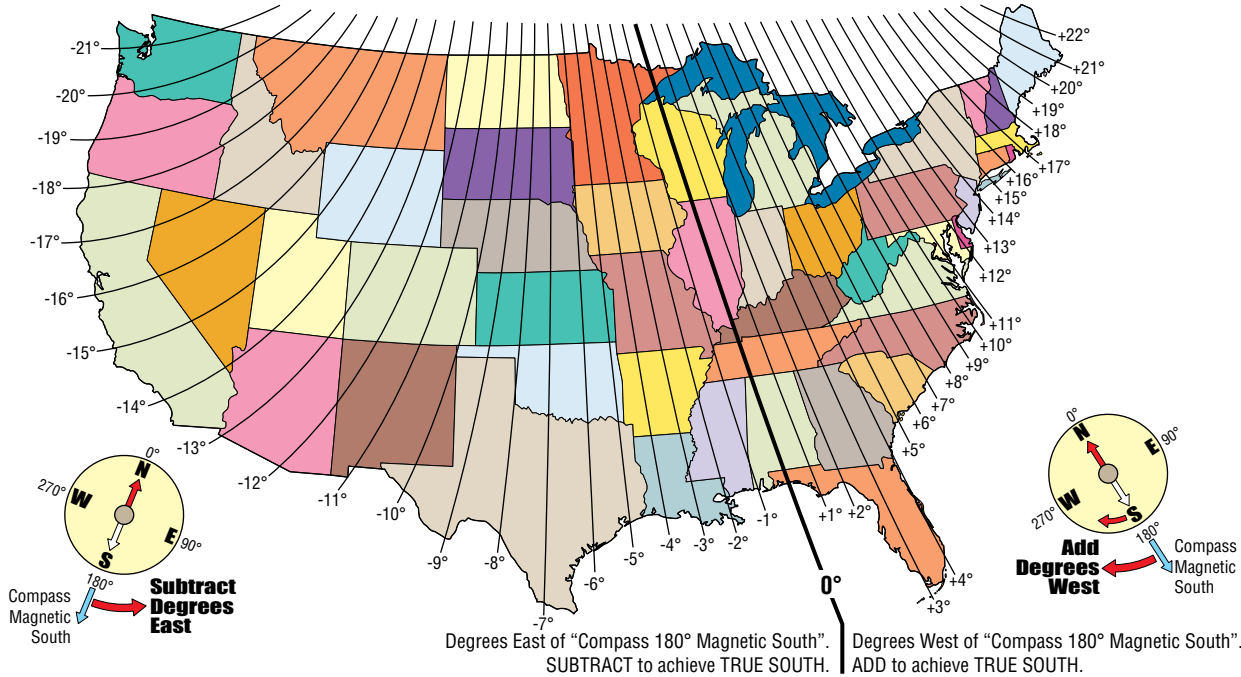 -21°
-20°
-19°
-18°
-17°
-16°
-15°
-14°
-13°
-12°
-11°
-10°
-9°
-8°
-7°
-6°
-5°
-4°
-3°
-2°
-1°
0°
+1°
+2°
+3°
+4°
+5°
+6°
+7°
+8°
+9°
+10°
+11°
+12°
+13°
+14°
+15°
+16°
+17°
+18°
+19°
+20°
+21°
+22°
0°
N
270°
W
E
90°
S
180°
Compass
Magnetic
South
Subtract
Degrees
East
0°
N
E
90°
W
270°
S
180°
Add
Degrees
West
Compass
Magnetic
South
Degrees East of “Compass 180° Magnetic South”.
SUBTRACT to achieve TRUE SOUTH.
Degrees West of “Compass 180° Magnetic South”.
ADD to achieve TRUE SOUTH.